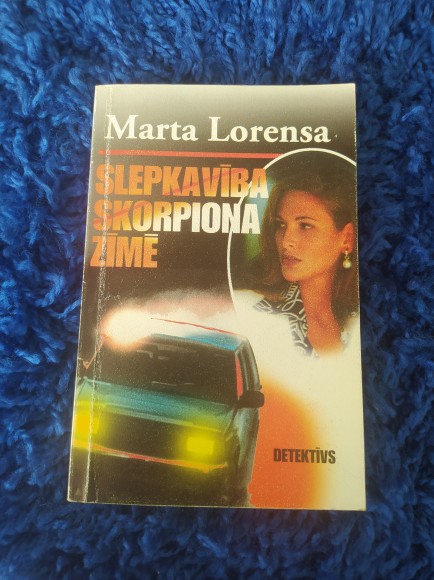 Marta Lorensa
SLEPKAVĪBA
SKORPIONA
ZĪMĒ
DETEKTĪVS